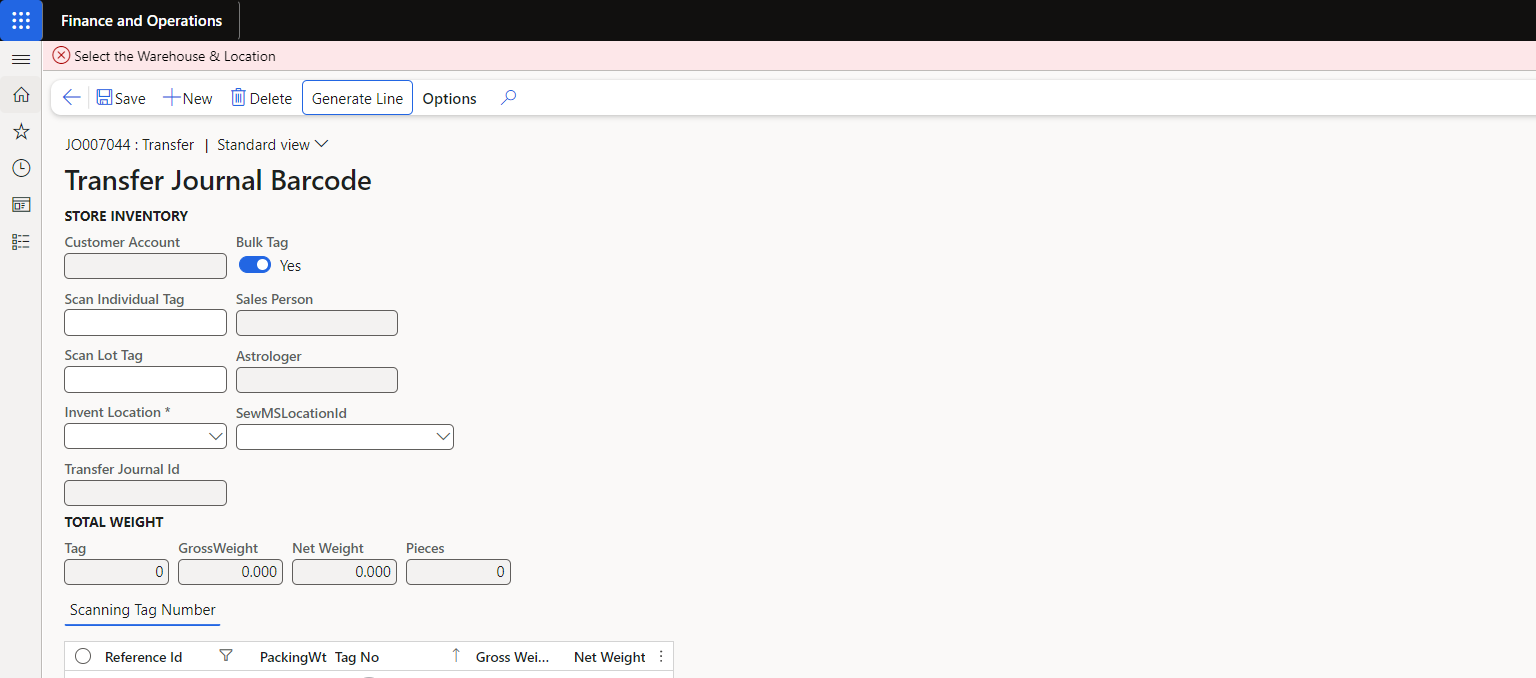 Finance and Operations
Select the Warehouse & Location
Save New Delete Generate Line Options
JO007044 : Transfer | Standard view
Transfer Journal Barcode
STORE INVENTORY
Customer Account Bulk Tag
Yes
Scan Individual Tag Sales Person
Scan Lot Tag Astrologer
Invent Location * SewMSLocationId
Transfer Journal Id
TOTAL WEIGHT
Tag GrossWeight Net Weight Pieces
0 0.000 0.000 0
Scanning Tag Number
Reference Id PackingWt Tag No Gross Wei... Net Weight